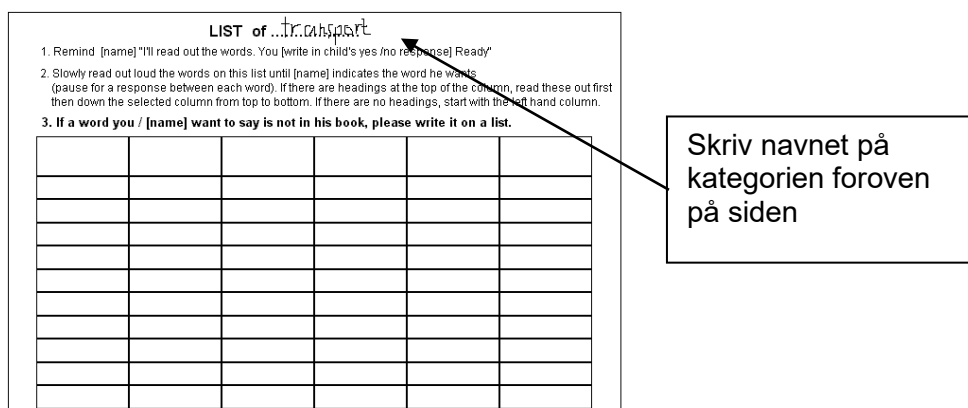 LIST of ...transport
1. Remind [name] "I'll read out the words. You [write in child's yes /no response] Ready"
2. Slowly read out loud the words on this list until [name] indicates the word he wants
(pause for a response between each word). If there are headings at the top of the column, read these out first
then down the selected column from top to bottom. If there are no headings, start with the left hand column.
3. If a word you / [name] want to say is not in his book, please write it on a list.
Skriv navnet på
kategorien foroven
på siden